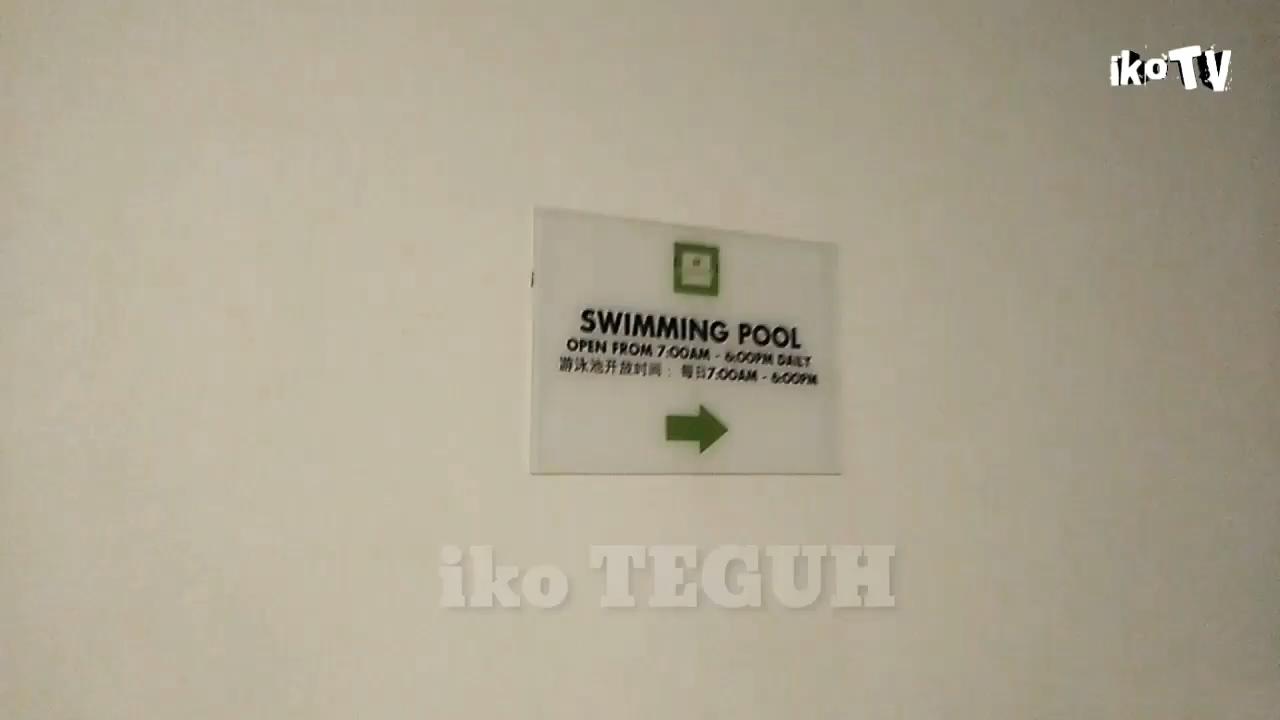 ikoTV
SWIMMING POOL
OPEN FROM 7:00AM - 6:00PM DAILY
游泳池开放时间： 每日7:00AM - 6:00PM
iko TEGUH